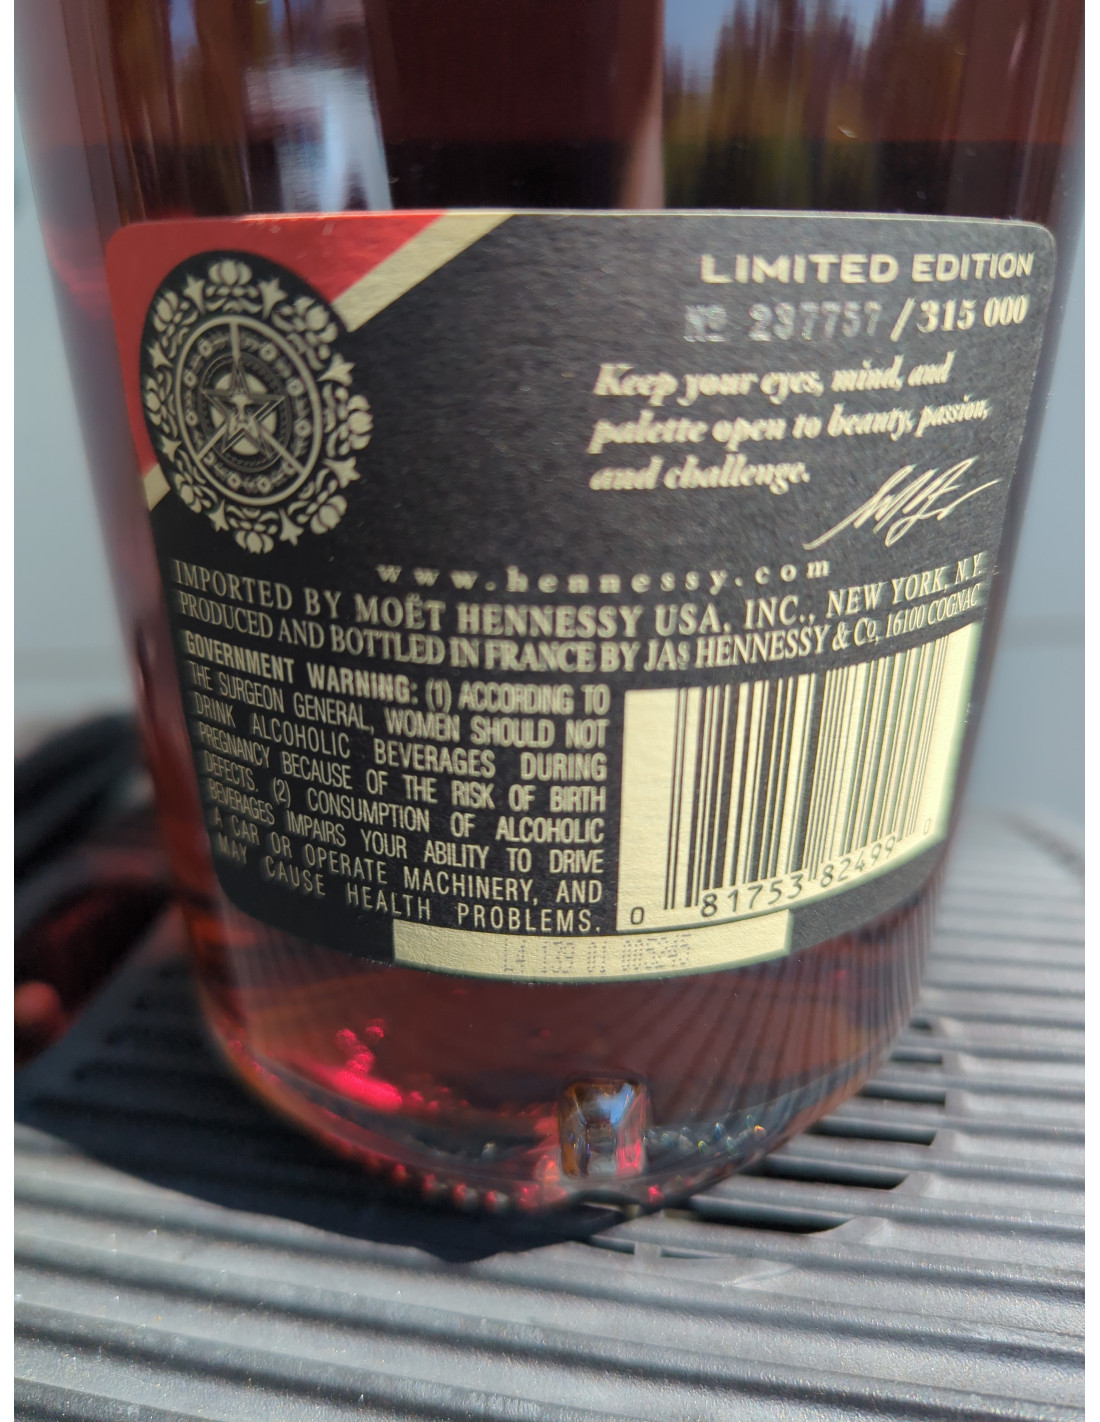 LIMITED EDITION
Nº 237757 / 315 000
Keep your eyes, mind, and
palette open to beauty, passion,
and challenge.
www.hennessy.com
IMPORTED BY MOËT HENNESSY USA, INC., NEW YORK, N.Y.
PRODUCED AND BOTTLED IN FRANCE BY JAS HENNESSY & Cº, 16100 COGNAC
GOVERNMENT WARNING: (1) ACCORDING TO
THE SURGEON GENERAL, WOMEN SHOULD NOT
DRINK ALCOHOLIC BEVERAGES DURING
PREGNANCY BECAUSE OF THE RISK OF BIRTH
DEFECTS. (2) CONSUMPTION OF ALCOHOLIC
BEVERAGES IMPAIRS YOUR ABILITY TO DRIVE
A CAR OR OPERATE MACHINERY, AND
MAY CAUSE HEALTH PROBLEMS.
0 81753 82499 0